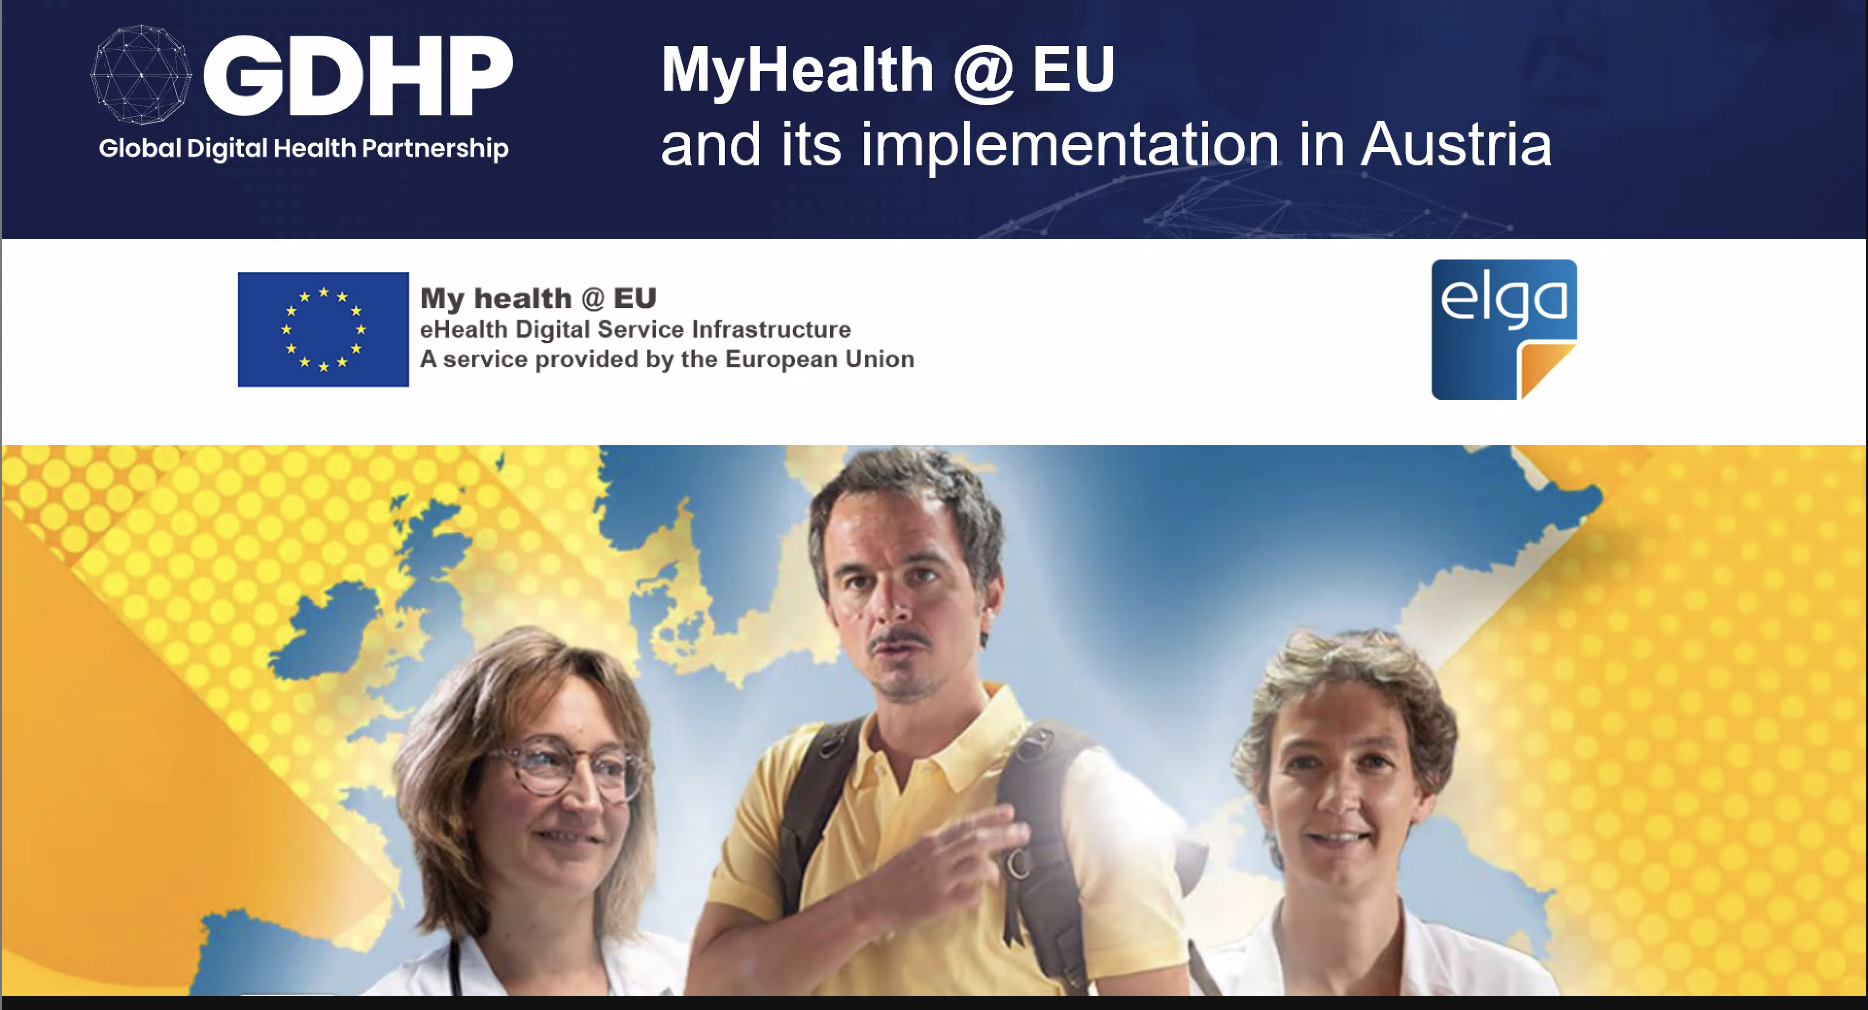 GDHP
Global Digital Health Partnership
MyHealth @ EU
and its implementation in Austria
My health @ EU
eHealth Digital Service Infrastructure
A service provided by the European Union
elga